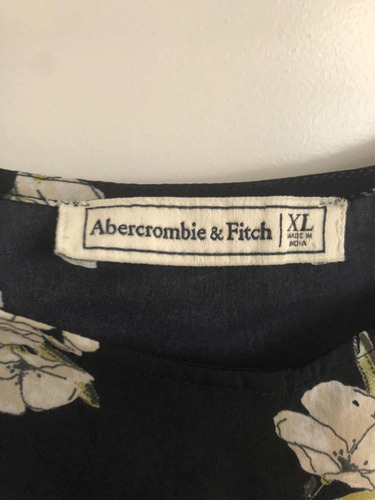 Abercrombie & Fitch
XL
MADE IN
INDIA